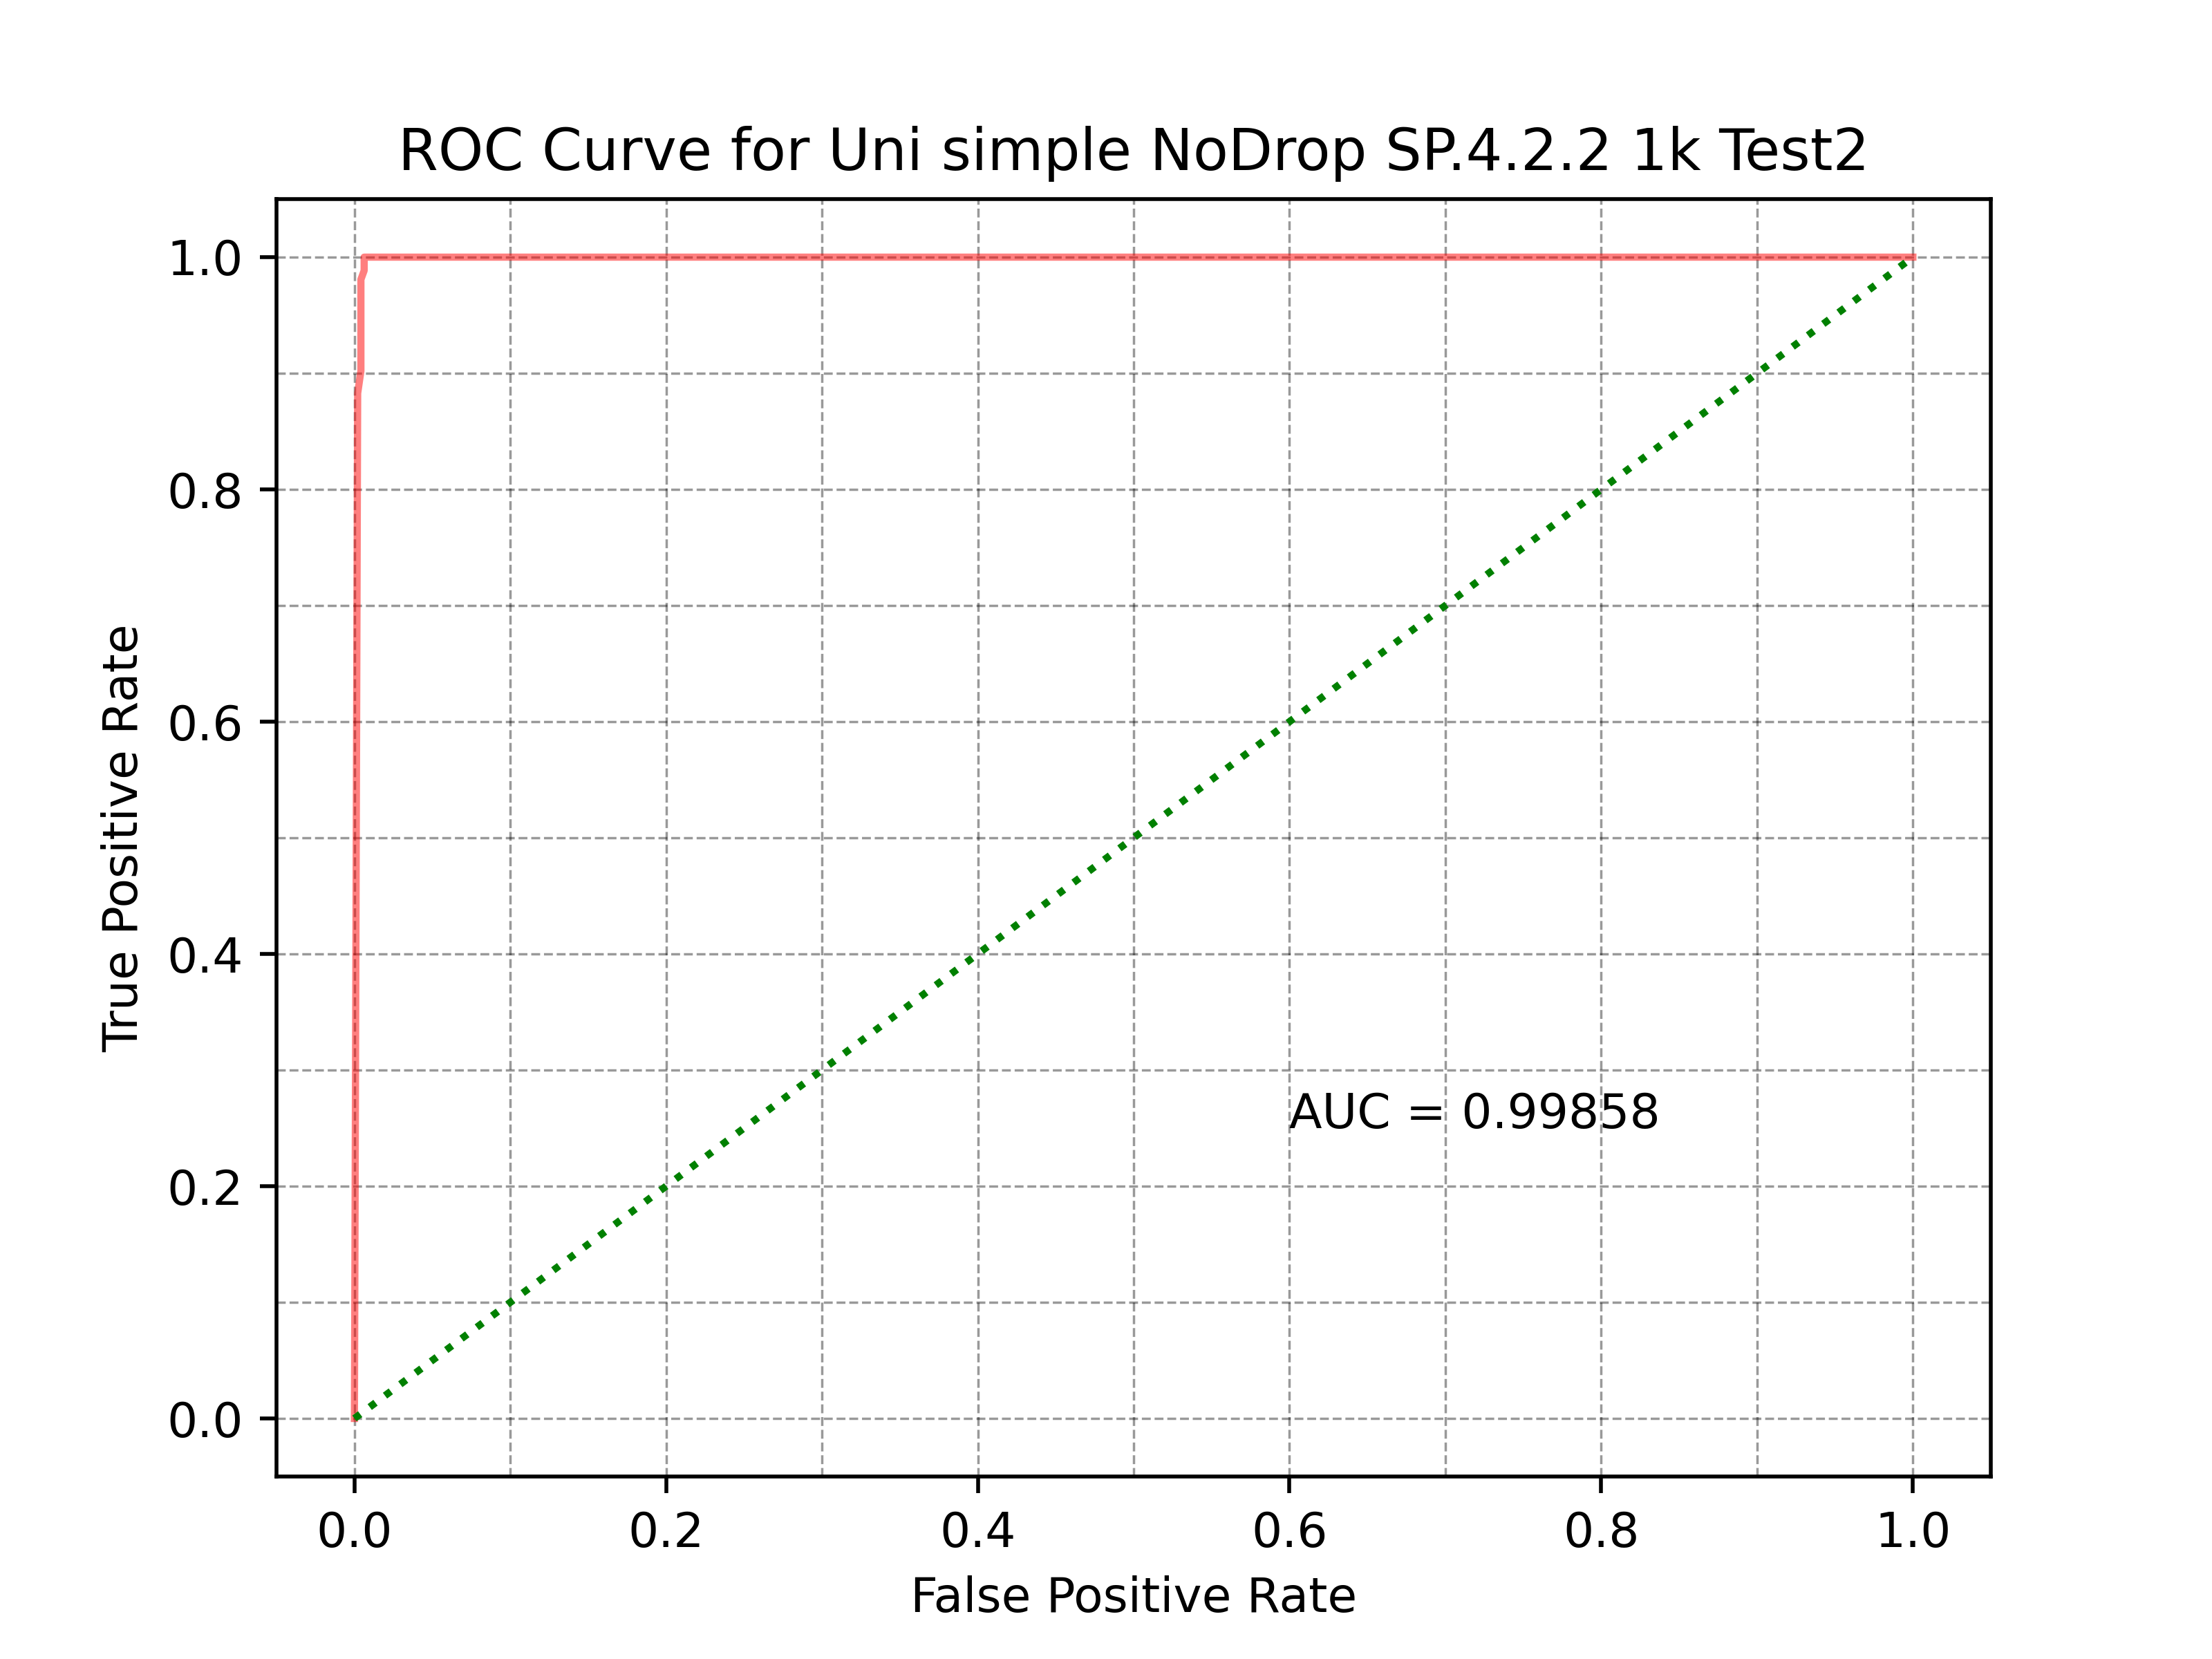 ROC Curve for Uni simple NoDrop SP.4.2.2 1k Test2
True Positive Rate
1.0
0.8
0.6
0.4
0.2
0.0
AUC = 0.99858
0.0 0.2 0.4 0.6 0.8 1.0
False Positive Rate